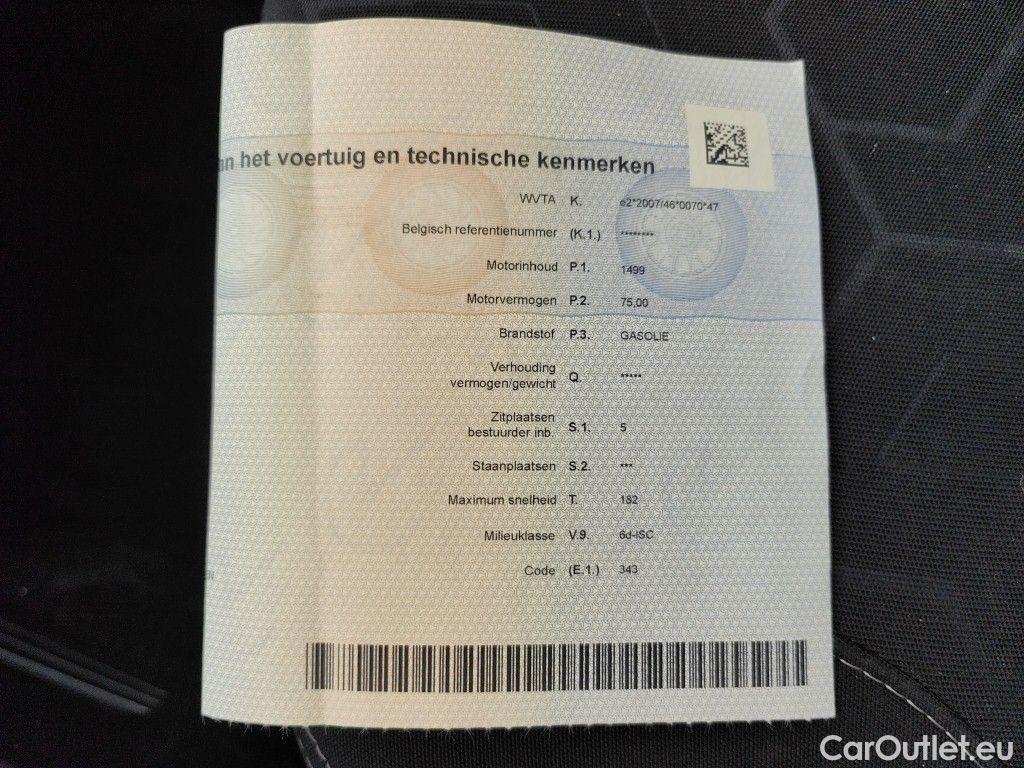 het voertuig en technische kenmerken
WVTA K. e2*2007/46*0070*47
Belgisch referentienummer (K.1.) ********
Motorinhoud P.1. 1499
Motorvermogen P.2. 75,00
Brandstof P.3. GASOLIE
Verhouding
vermogen/gewicht Q. *****
Zitplaatsen
bestuurder inb. S.1. 5
Staanplaatsen S.2. ***
Maximum snelheid T. 182
Milieuklasse V.9. 6d-ISC
Code (E.1.) 343
CarOutlet.eu